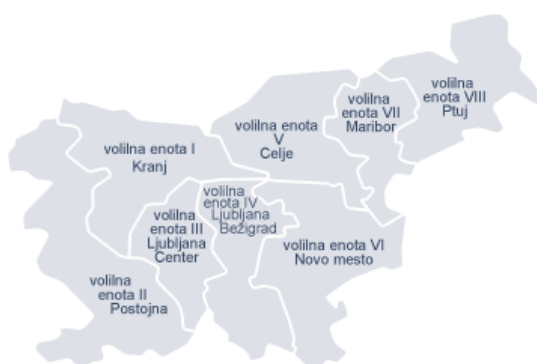 volilna
enota VIII
Ptuj
volilna
enota VII
Maribor
volilna enota
V
Celje
volilna enota I
Kranj
volilna
enota IV
Ljubljana
Bežigrad
volilna
enota III
Ljubljana
Center
volilna enota VI
Novo mesto
volilna
enota II
Postojna